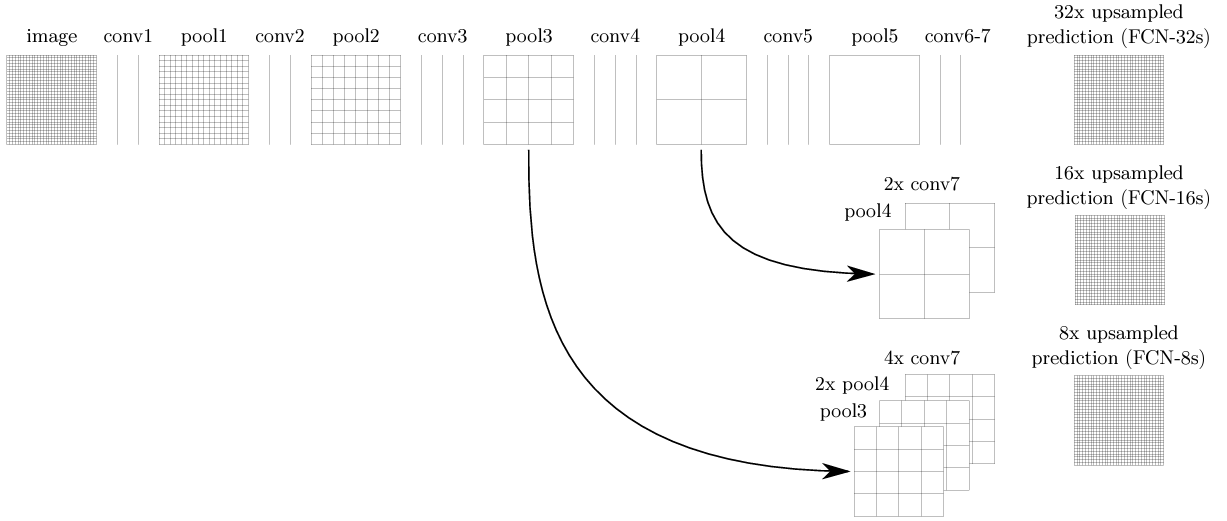 image conv1 pool1 conv2 pool2 conv3 pool3 conv4 pool4 conv5 pool5 conv6-7
32x upsampled
prediction (FCN-32s)
2x conv7
pool4
16x upsampled
prediction (FCN-16s)
4x conv7
2x pool4
pool3
8x upsampled
prediction (FCN-8s)